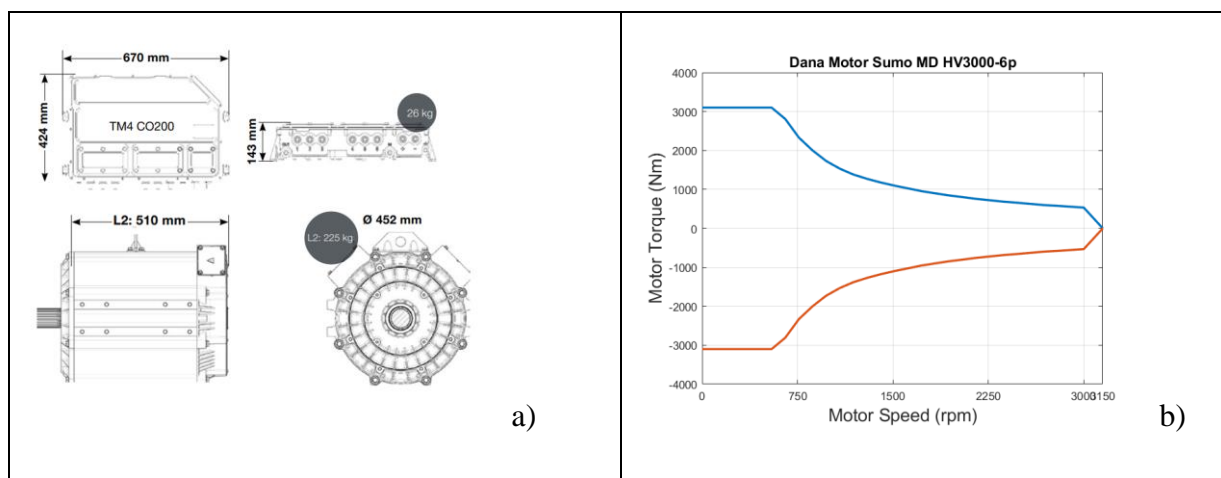 670 mm
424 mm
TM4 CO200
143 mm
26 kg
L2: 510 mm
L2: 225 kg
Ø 452 mm
a)
Dana Motor Sumo MD HV3000-6p
Motor Torque (Nm)
4000
3000
2000
1000
0
-1000
-2000
-3000
-4000
0 750 1500 2250 3000 3150
Motor Speed (rpm)
b)